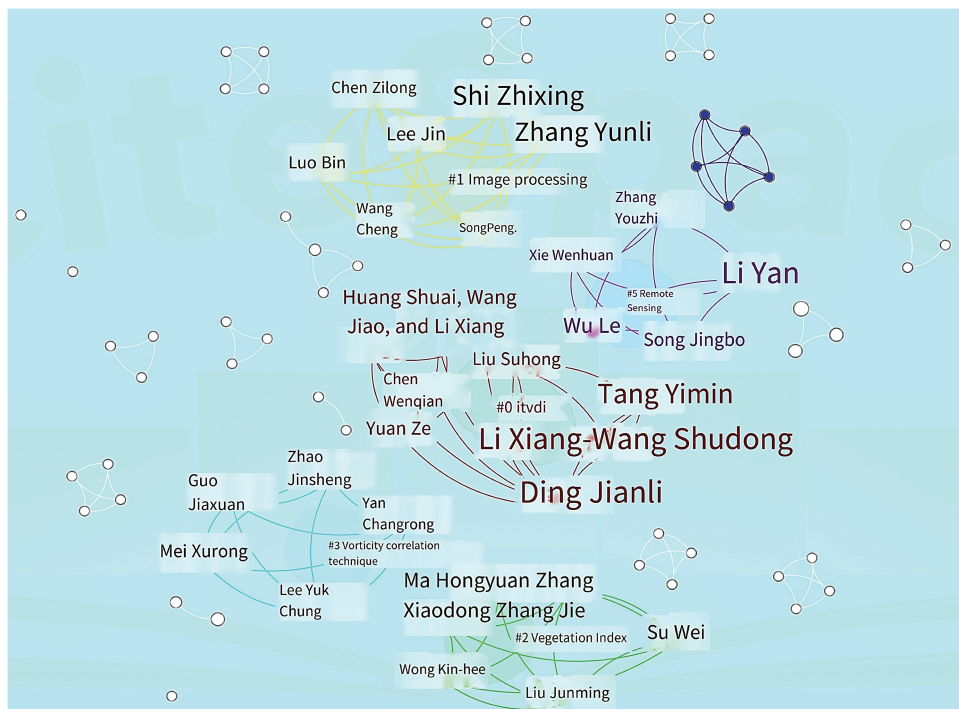 Chen Zilong
Shi Zhixing
Lee Jin
Zhang Yunli
Luo Bin
#1 Image processing
Wang
Cheng
SongPeng.
Zhang
Youzhi
Xie Wenhuan
Li Yan
#5 Remote
Sensing
Wu Le
Song Jingbo
Huang Shuai, Wang
Jiao, and Li Xiang
Liu Suhong
Chen
Wenqian
Tang Yimin
#0 itvdi
Yuan Ze
Li Xiang-Wang Shudong
Ding Jianli
Zhao
Jinsheng
Guo
Jiaxuan
Yan
Changrong
Mei Xurong
#3 Vorticity correlation
technique
Lee Yuk
Chung
Ma Hongyuan Zhang
Xiaodong Zhang Jie
#2 Vegetation Index
Su Wei
Wong Kin-hee
Liu Junming